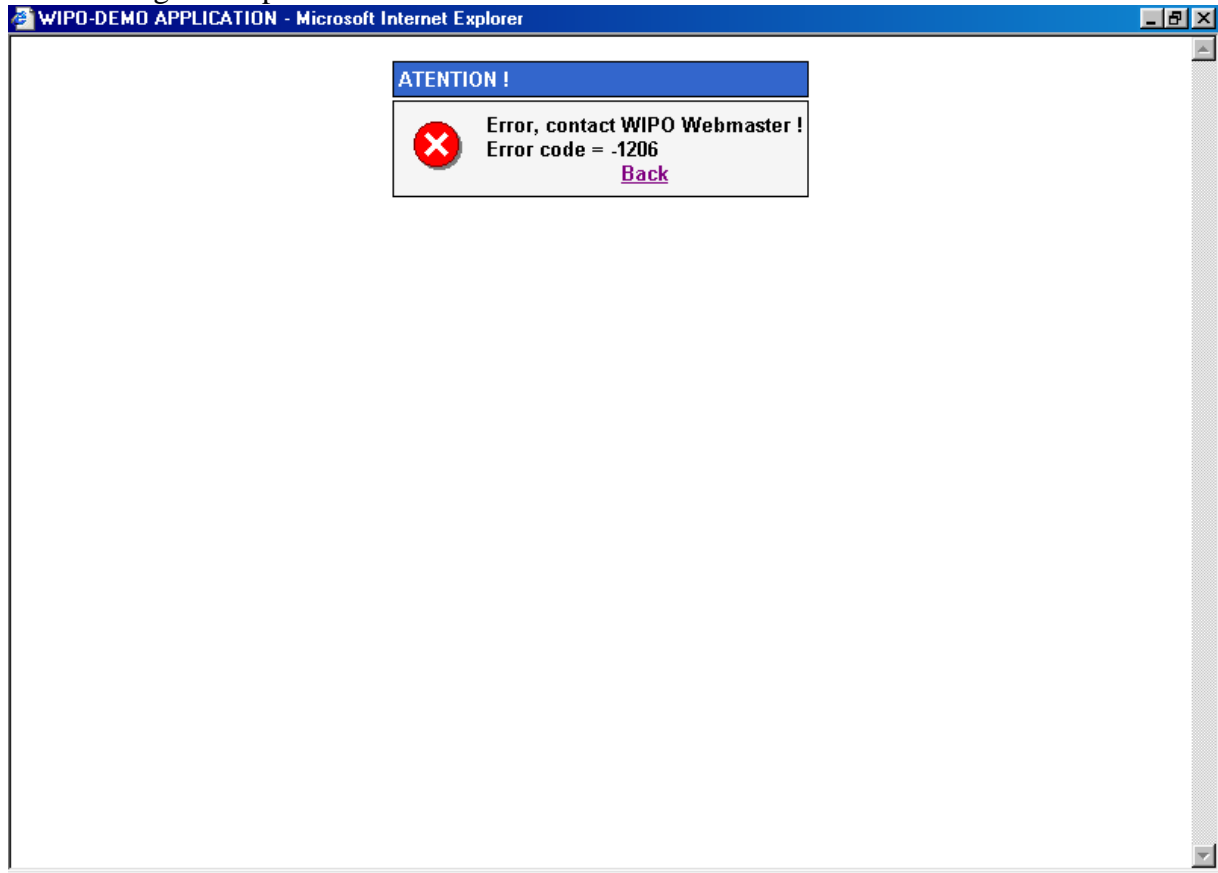 WIPO-DEMO APPLICATION - Microsoft Internet Explorer
ATENTION !
Error, contact WIPO Webmaster !
Error code = -1206
Back